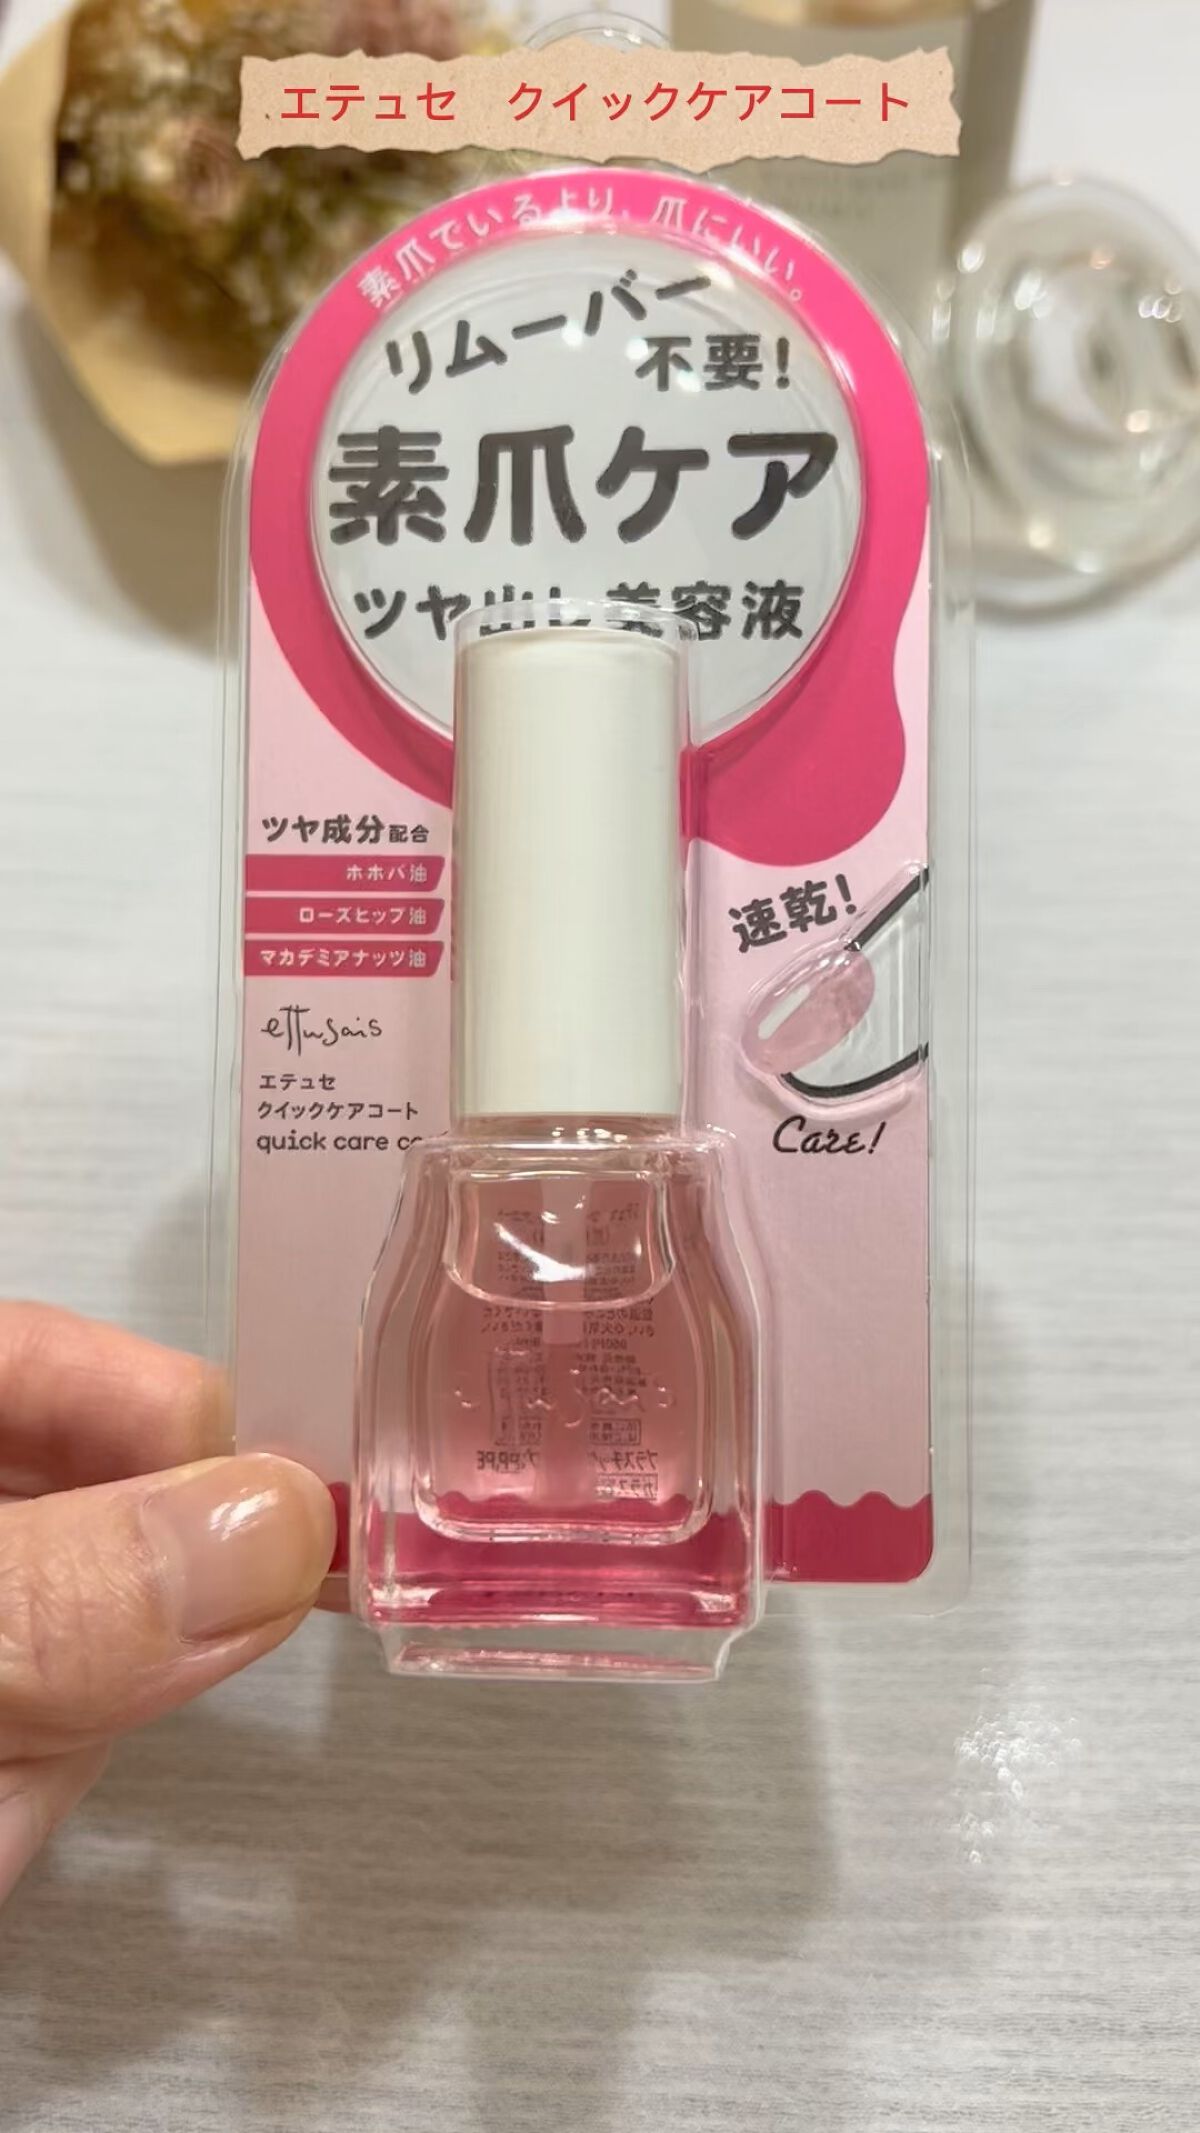 エテュセ　クイックケアコート
素爪でいるより、爪にいい。
リムーバー
不要！
素爪ケア
ツヤ出し美容液
ツヤ成分配合
ホホバ油
ローズヒップ油
マカデミアナッツ油
ettusais
エテュセ
クイックケアコート
quick care co
速乾！
Care!